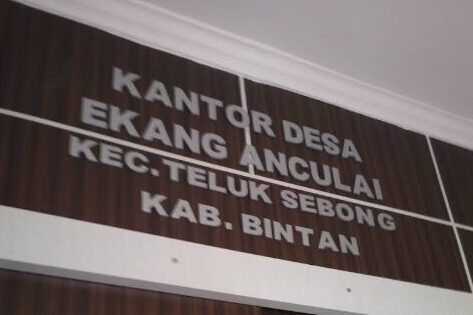 KANTOR DESA
EKANG ANCULAI
KEC. TELUK SEBONG
KAB. BINTAN